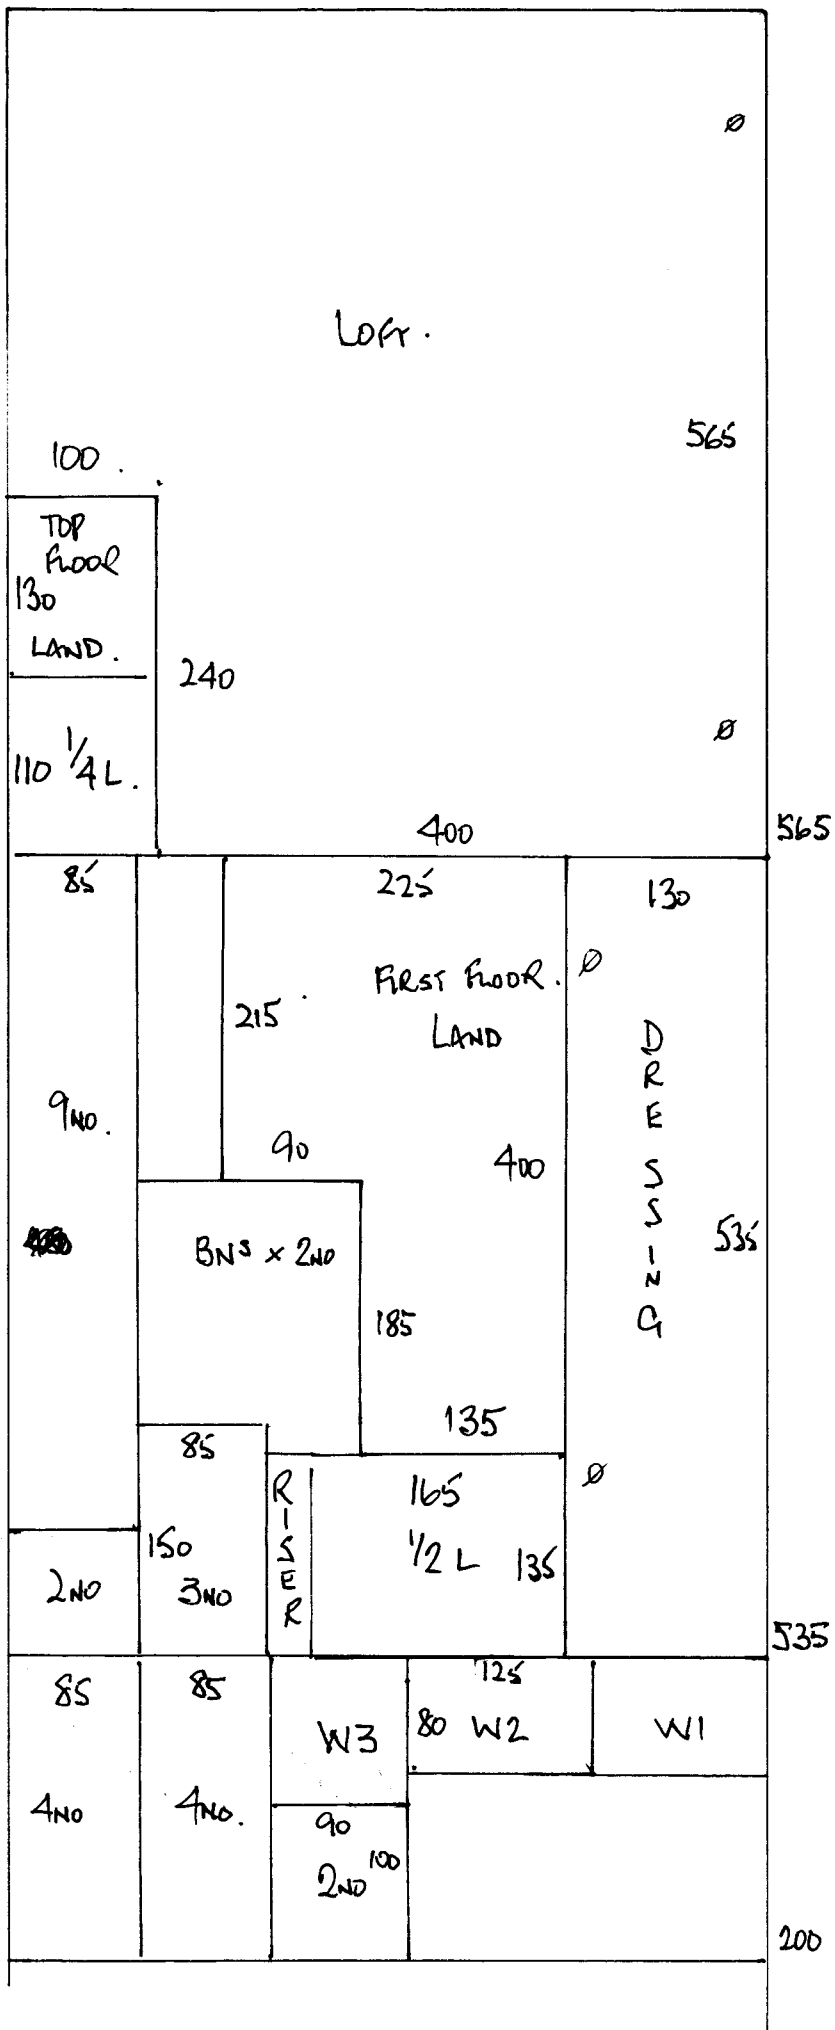 Ø
LOFT.
565
100.
TOP
FLOOR
130
LAND.
240
110 1/4 L.
Ø
400
565
85
225
130
FIRST FLOOR.
LAND
Ø
215
DRESSING
9NO.
90
400
535
BNS x 2NO
185
135
85
RISER
165
1/2 L
135
Ø
150
2NO
3NO
535
85
85
125
W3
80 W2
W1
4NO
4NO.
90
2NO 100
200